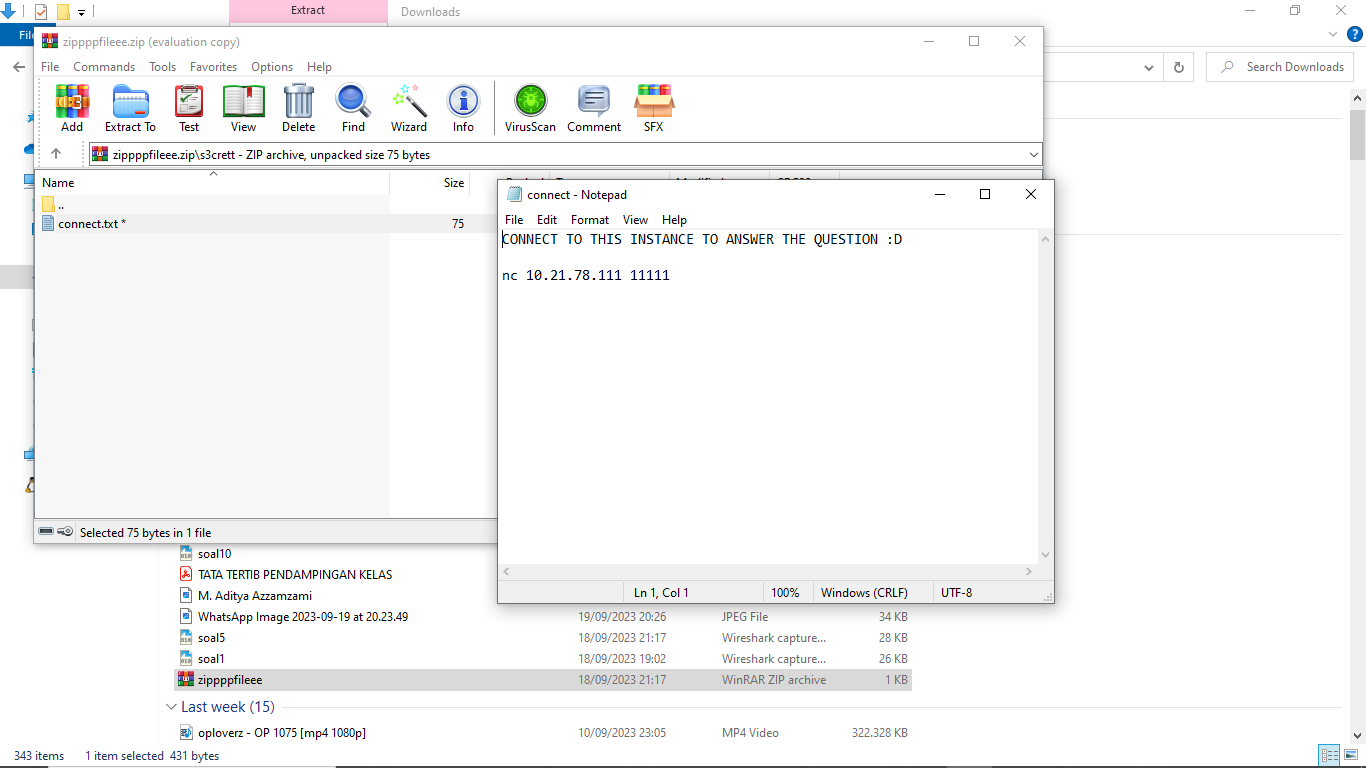 Extract
Downloads
Fil
zippppfileee.zip (evaluation copy)
File Commands Tools Favorites Options Help
Search Downloads
Add Extract To Test View Delete Find Wizard Info VirusScan Comment SFX
zippppfileee.zip\s3crett - ZIP archive, unpacked size 75 bytes
Name Size
..
connect.txt * 75
connect - Notepad
File Edit Format View Help
CONNECT TO THIS INSTANCE TO ANSWER THE QUESTION :D
nc 10.21.78.111 11111
Ln 1, Col 1 100% Windows (CRLF) UTF-8
Selected 75 bytes in 1 file
soal10
TATA TERTIB PENDAMPINGAN KELAS
M. Aditya Azzamzami
WhatsApp Image 2023-09-19 at 20.23.49 19/09/2023 20:26 JPEG File 34 KB
soal5 18/09/2023 21:17 Wireshark capture... 28 KB
soal1 18/09/2023 19:02 Wireshark capture... 26 KB
zippppfileee 18/09/2023 21:17 WinRAR ZIP archive 1 KB
Last week (15)
oploverz - OP 1075 [mp4 1080p] 10/09/2023 23:05 MP4 Video 322.328 KB
343 items 1 item selected 431 bytes